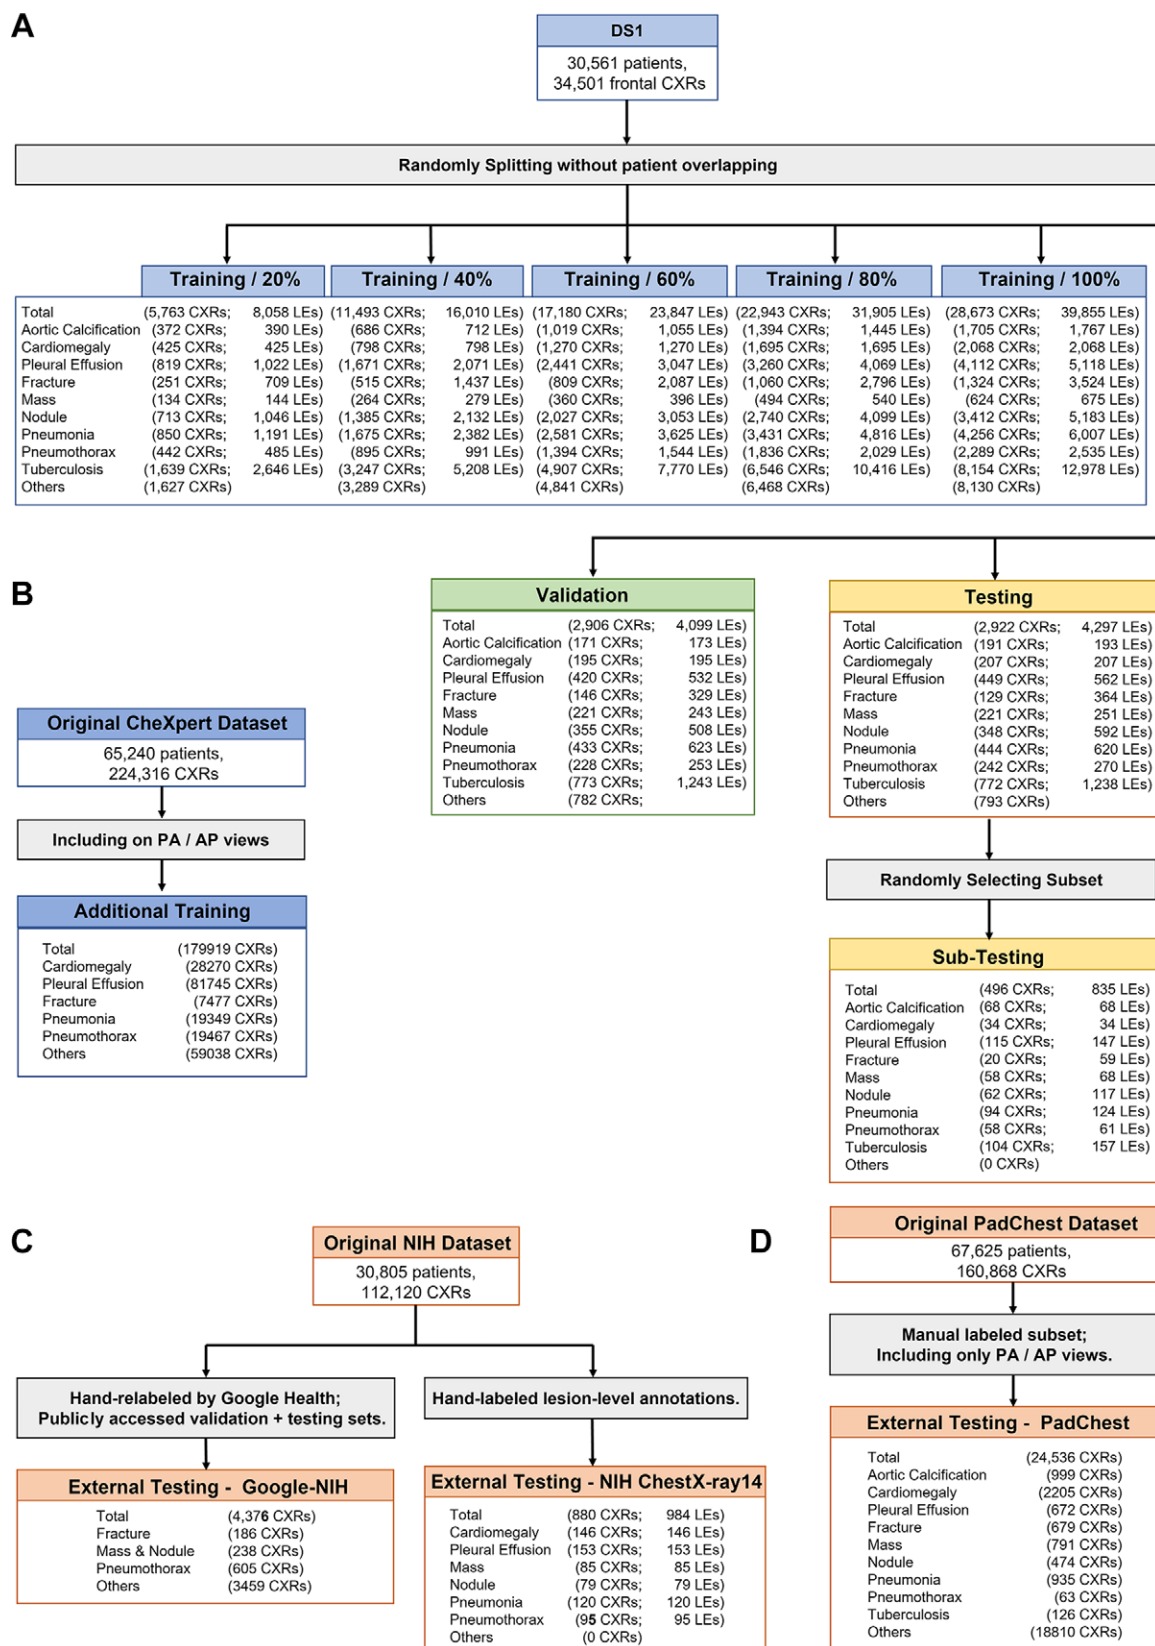 A
DS1
30,561 patients,
34,501 frontal CXRs
Randomly Splitting without patient overlapping
Training / 20% Training / 40% Training / 60% Training / 80% Training / 100%
Total (5,763 CXRs; 8,058 LEs) (11,493 CXRs; 16,010 LEs) (17,180 CXRs; 23,847 LEs) (22,943 CXRs; 31,905 LEs) (28,673 CXRs; 39,855 LEs)
Aortic Calcification (372 CXRs; 390 LEs) (686 CXRs; 712 LEs) (1,019 CXRs; 1,055 LEs) (1,394 CXRs; 1,445 LEs) (1,705 CXRs; 1,767 LEs)
Cardiomegaly (425 CXRs; 425 LEs) (798 CXRs; 798 LEs) (1,270 CXRs; 1,270 LEs) (1,695 CXRs; 1,695 LEs) (2,068 CXRs; 2,068 LEs)
Pleural Effusion (819 CXRs; 1,022 LEs) (1,671 CXRs; 2,071 LEs) (2,441 CXRs; 3,047 LEs) (3,260 CXRs; 4,069 LEs) (4,112 CXRs; 5,118 LEs)
Fracture (251 CXRs; 709 LEs) (515 CXRs; 1,437 LEs) (809 CXRs; 2,087 LEs) (1,060 CXRs; 2,796 LEs) (1,324 CXRs; 3,524 LEs)
Mass (134 CXRs; 144 LEs) (264 CXRs; 279 LEs) (360 CXRs; 396 LEs) (494 CXRs; 540 LEs) (624 CXRs; 675 LEs)
Nodule (713 CXRs; 1,046 LEs) (1,385 CXRs; 2,132 LEs) (2,027 CXRs; 3,053 LEs) (2,740 CXRs; 4,099 LEs) (3,412 CXRs; 5,183 LEs)
Pneumonia (850 CXRs; 1,191 LEs) (1,675 CXRs; 2,382 LEs) (2,581 CXRs; 3,625 LEs) (3,431 CXRs; 4,816 LEs) (4,256 CXRs; 6,007 LEs)
Pneumothorax (442 CXRs; 485 LEs) (895 CXRs; 991 LEs) (1,394 CXRs; 1,544 LEs) (1,836 CXRs; 2,029 LEs) (2,289 CXRs; 2,535 LEs)
Tuberculosis (1,639 CXRs; 2,646 LEs) (3,247 CXRs; 5,208 LEs) (4,907 CXRs; 7,770 LEs) (6,546 CXRs; 10,416 LEs) (8,154 CXRs; 12,978 LEs)
Others (1,627 CXRs) (3,289 CXRs) (4,841 CXRs) (6,468 CXRs) (8,130 CXRs)
Validation
Total (2,906 CXRs; 4,099 LEs)
Aortic Calcification (171 CXRs; 173 LEs)
Cardiomegaly (195 CXRs; 195 LEs)
Pleural Effusion (420 CXRs; 532 LEs)
Fracture (146 CXRs; 329 LEs)
Mass (221 CXRs; 243 LEs)
Nodule (355 CXRs; 508 LEs)
Pneumonia (433 CXRs; 623 LEs)
Pneumothorax (228 CXRs; 253 LEs)
Tuberculosis (773 CXRs; 1,243 LEs)
Others (782 CXRs;
Testing
Total (2,922 CXRs; 4,297 LEs)
Aortic Calcification (191 CXRs; 193 LEs)
Cardiomegaly (207 CXRs; 207 LEs)
Pleural Effusion (449 CXRs; 562 LEs)
Fracture (129 CXRs; 364 LEs)
Mass (221 CXRs; 251 LEs)
Nodule (348 CXRs; 592 LEs)
Pneumonia (444 CXRs; 620 LEs)
Pneumothorax (242 CXRs; 270 LEs)
Tuberculosis (772 CXRs; 1,238 LEs)
Others (793 CXRs)
Randomly Selecting Subset
Sub-Testing
Total (496 CXRs; 835 LEs)
Aortic Calcification (68 CXRs; 68 LEs)
Cardiomegaly (34 CXRs; 34 LEs)
Pleural Effusion (115 CXRs; 147 LEs)
Fracture (20 CXRs; 59 LEs)
Mass (58 CXRs; 68 LEs)
Nodule (62 CXRs; 117 LEs)
Pneumonia (94 CXRs; 124 LEs)
Pneumothorax (58 CXRs; 61 LEs)
Tuberculosis (104 CXRs; 157 LEs)
Others (0 CXRs)
B
Original CheXpert Dataset
65,240 patients,
224,316 CXRs
Including on PA / AP views
Additional Training
Total (179919 CXRs)
Cardiomegaly (28270 CXRs)
Pleural Effusion (81745 CXRs)
Fracture (7477 CXRs)
Pneumonia (19349 CXRs)
Pneumothorax (19467 CXRs)
Others (59038 CXRs)
C
Original NIH Dataset
30,805 patients,
112,120 CXRs
Hand-relabeled by Google Health;
Publicly accessed validation + testing sets.
External Testing - Google-NIH
Total (4,376 CXRs)
Fracture (186 CXRs)
Mass & Nodule (238 CXRs)
Pneumothorax (605 CXRs)
Others (3459 CXRs)
Hand-labeled lesion-level annotations.
External Testing - NIH ChestX-ray14
Total (880 CXRs; 984 LEs)
Cardiomegaly (146 CXRs; 146 LEs)
Pleural Effusion (153 CXRs; 153 LEs)
Mass (85 CXRs; 85 LEs)
Nodule (79 CXRs; 79 LEs)
Pneumonia (120 CXRs; 120 LEs)
Pneumothorax (95 CXRs; 95 LEs)
Others (0 CXRs)
D
Original PadChest Dataset
67,625 patients,
160,868 CXRs
Manual labeled subset;
Including only PA / AP views.
External Testing - PadChest
Total (24,536 CXRs)
Aortic Calcification (999 CXRs)
Cardiomegaly (2205 CXRs)
Pleural Effusion (672 CXRs)
Fracture (679 CXRs)
Mass (791 CXRs)
Nodule (474 CXRs)
Pneumonia (935 CXRs)
Pneumothorax (63 CXRs)
Tuberculosis (126 CXRs)
Others (18810 CXRs)